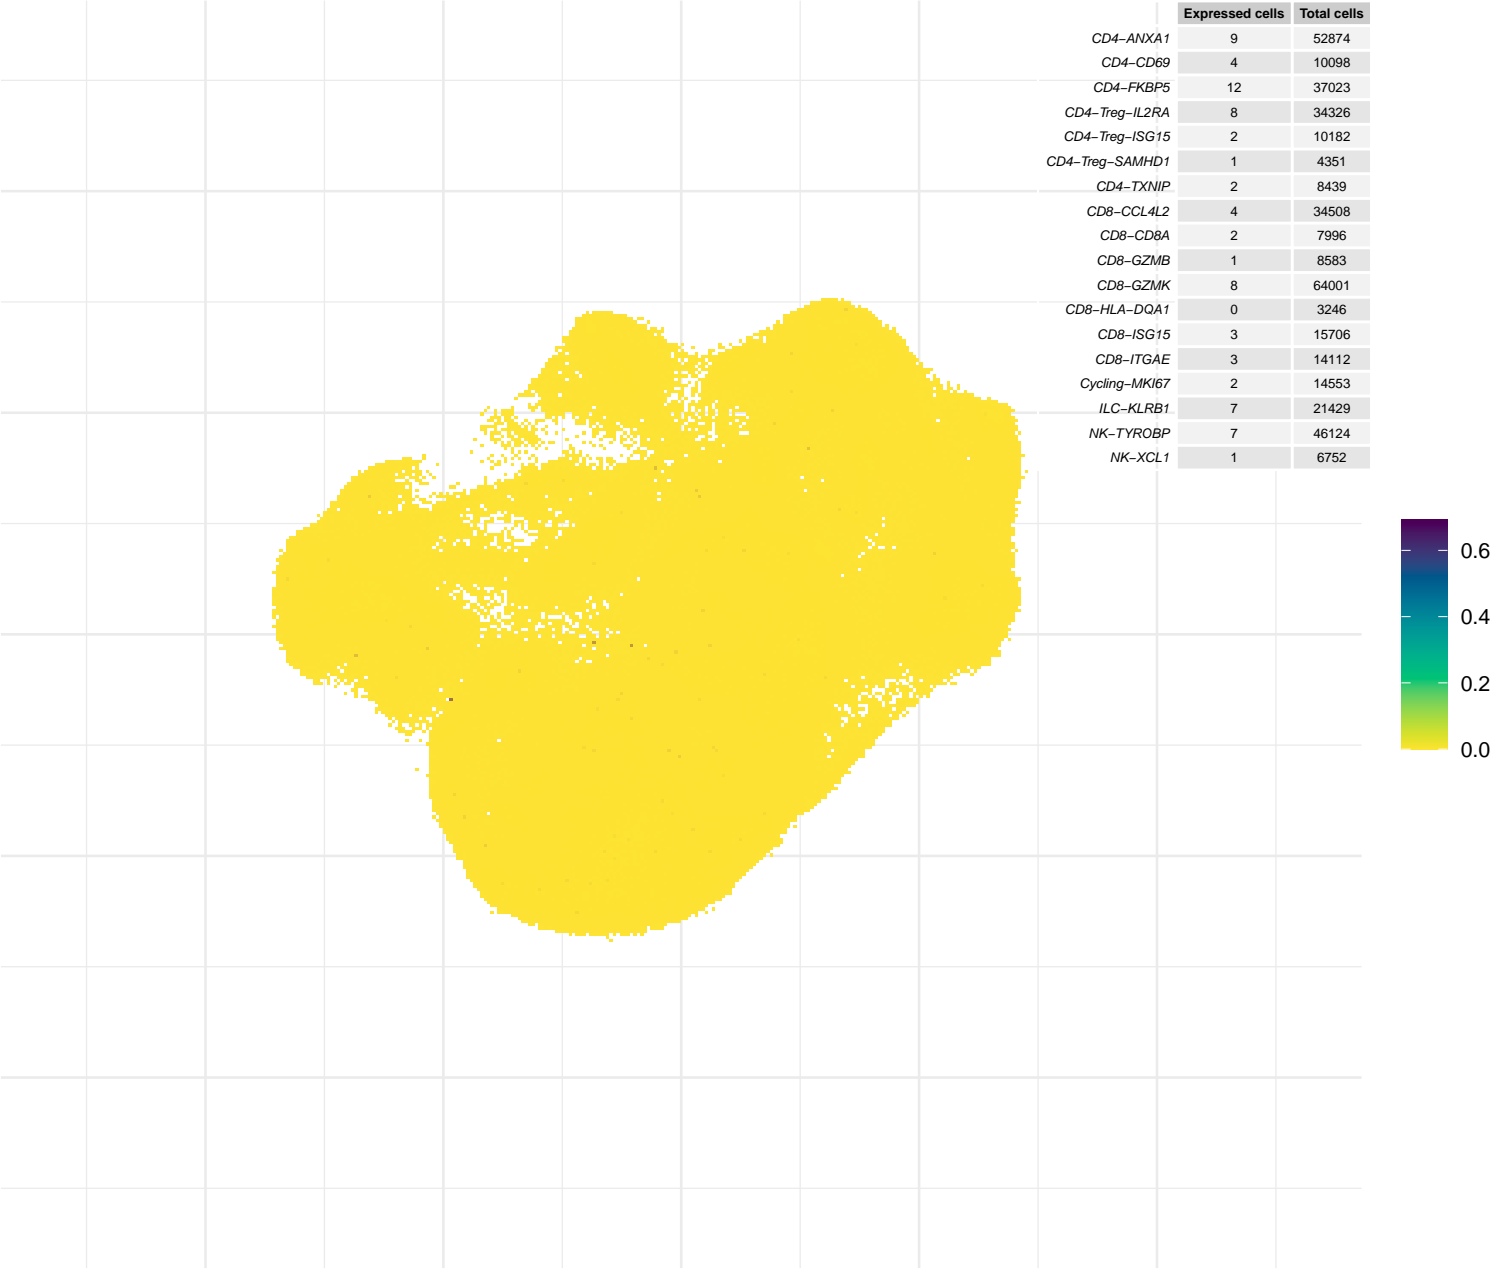 Expressed cells Total cells
CD4−ANXA1 9 52874
CD4−CD69 4 10098
CD4−FKBP5 12 37023
CD4−Treg−IL2RA 8 34326
CD4−Treg−ISG15 2 10182
CD4−Treg−SAMHD1 1 4351
CD4−TXNIP 2 8439
CD8−CCL4L2 4 34508
CD8−CD8A 2 7996
CD8−GZMB 1 8583
CD8−GZMK 8 64001
CD8−HLA−DQA1 0 3246
CD8−ISG15 3 15706
CD8−ITGAE 3 14112
Cycling−MKI67 2 14553
ILC−KLRB1 7 21429
NK−TYROBP 7 46124
NK−XCL1 1 6752
0.6
0.4
0.2
0.0